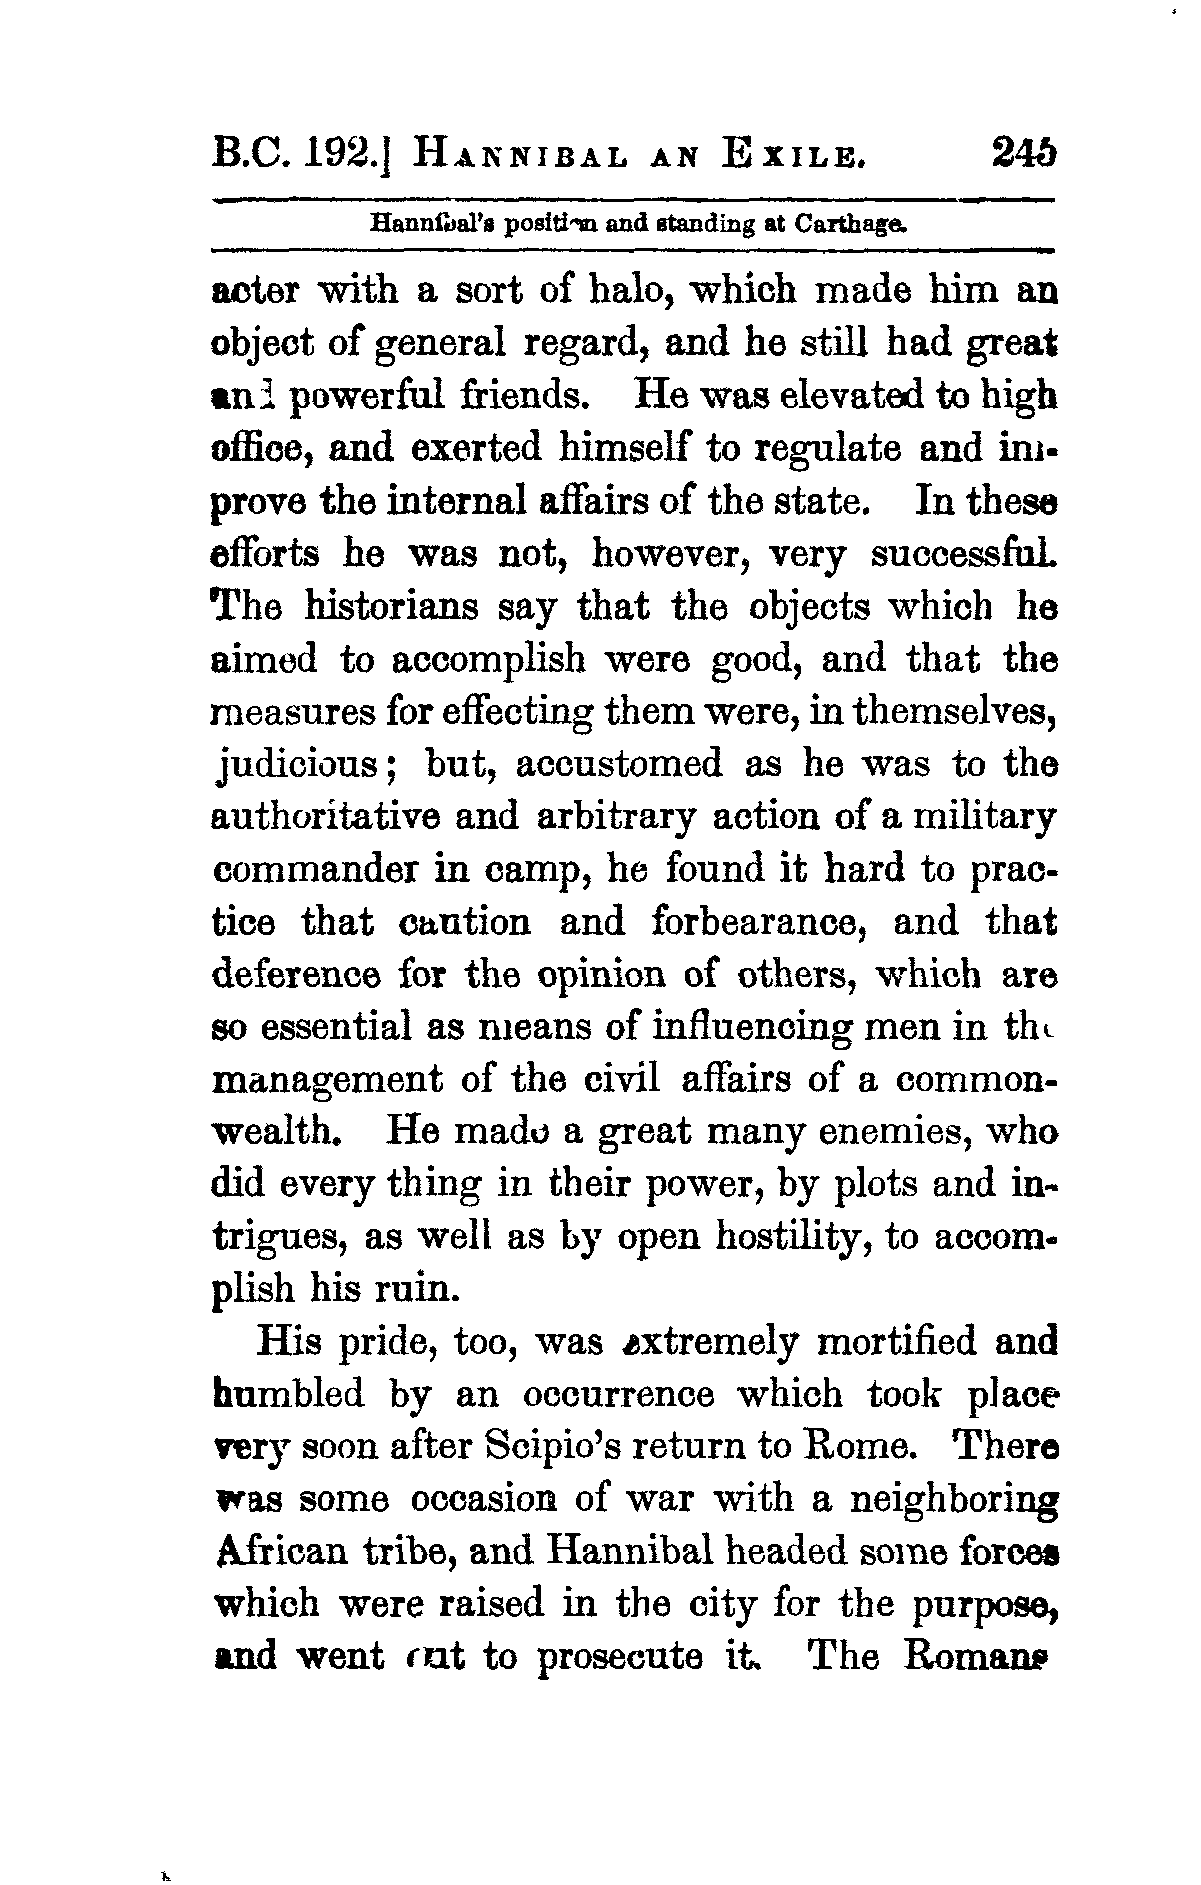 B.C. 192.] HANNIBAL AN EXILE. 245
Hannibal's position and standing at Carthage.
acter with a sort of halo, which made him an
object of general regard, and he still had great
and powerful friends. He was elevated to high
office, and exerted himself to regulate and im-
prove the internal affairs of the state. In these
efforts he was not, however, very successful.
The historians say that the objects which he
aimed to accomplish were good, and that the
measures for effecting them were, in themselves,
judicious; but, accustomed as he was to the
authoritative and arbitrary action of a military
commander in camp, he found it hard to prac-
tice that caution and forbearance, and that
deference for the opinion of others, which are
so essential as means of influencing men in the
management of the civil affairs of a common-
wealth. He made a great many enemies, who
did every thing in their power, by plots and in-
trigues, as well as by open hostility, to accom-
plish his ruin.
His pride, too, was extremely mortified and
humbled by an occurrence which took place
very soon after Scipio's return to Rome. There
was some occasion of war with a neighboring
African tribe, and Hannibal headed some forces
which were raised in the city for the purpose,
and went out to prosecute it. The Romans